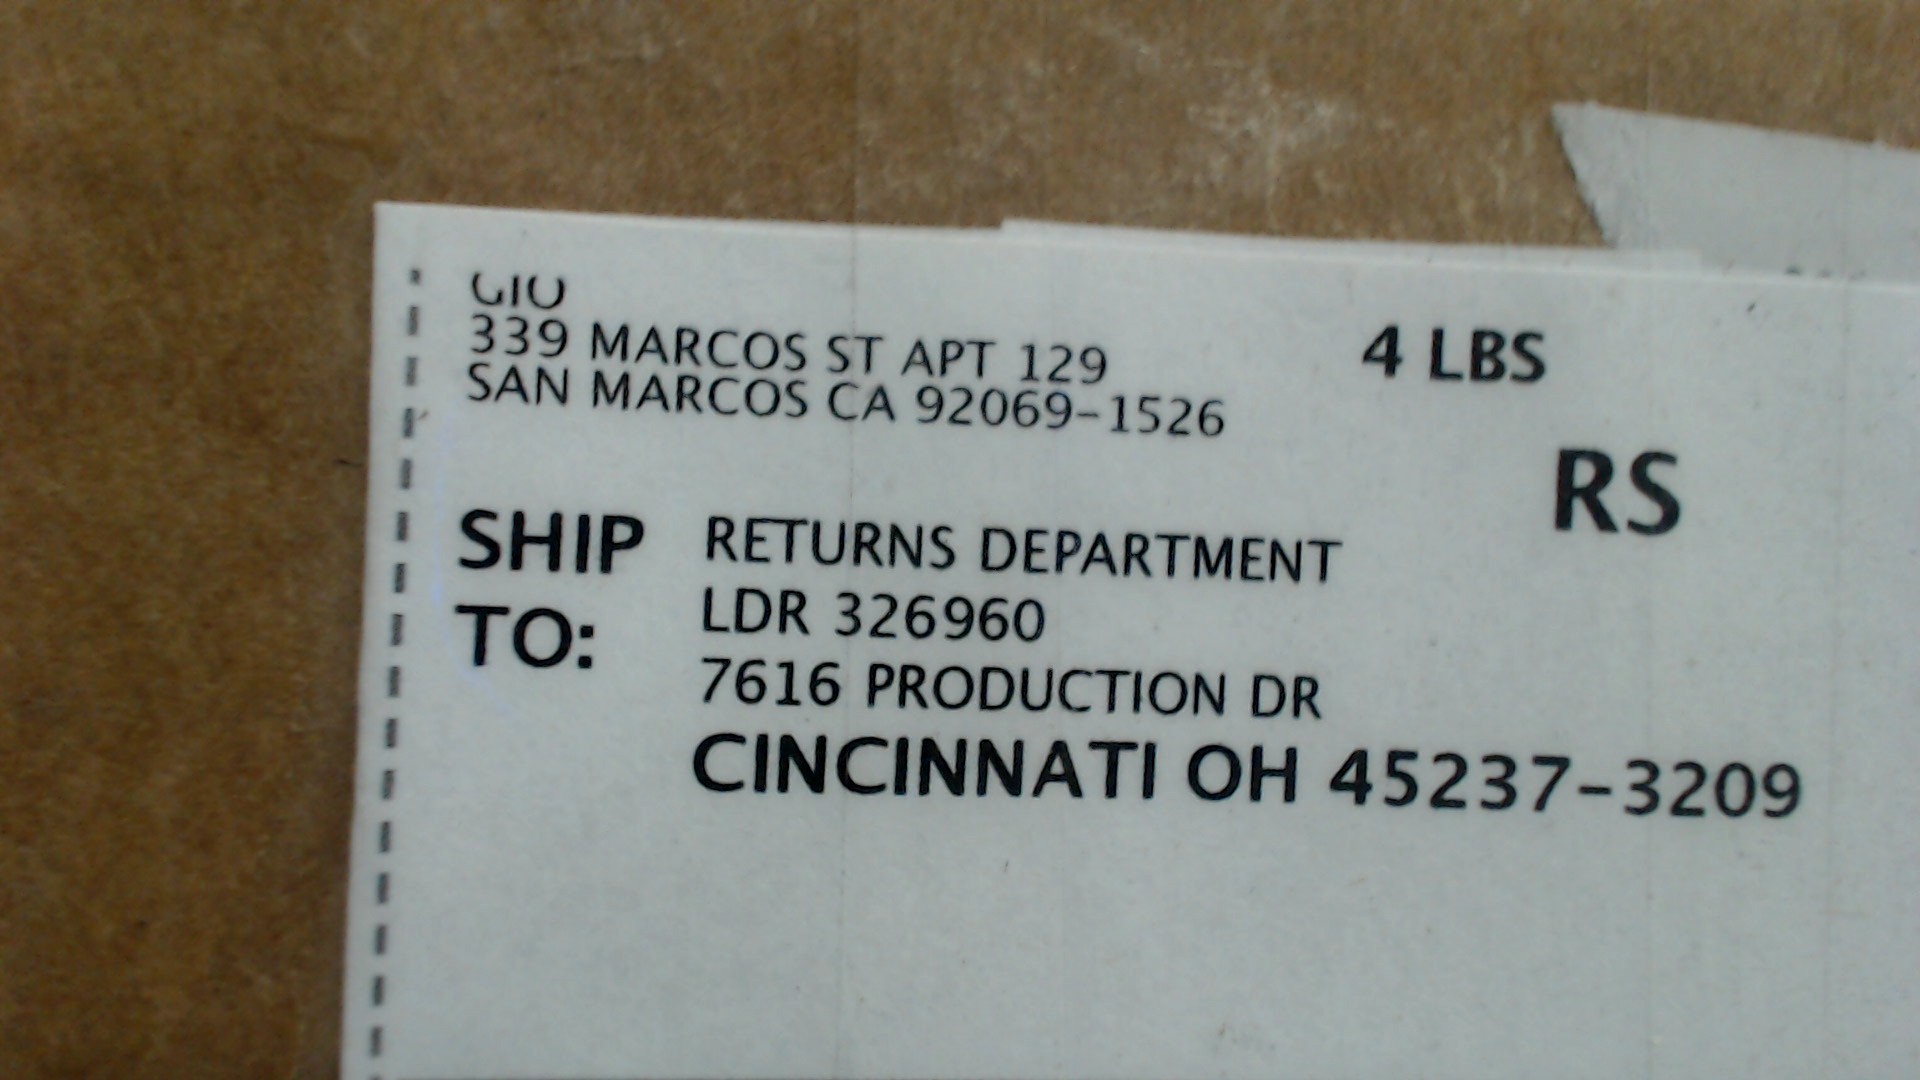 GIO
339 MARCOS ST APT 129
SAN MARCOS CA 92069-1526
4 LBS
RS
SHIP TO:
RETURNS DEPARTMENT
LDR 326960
7616 PRODUCTION DR
CINCINNATI OH 45237-3209